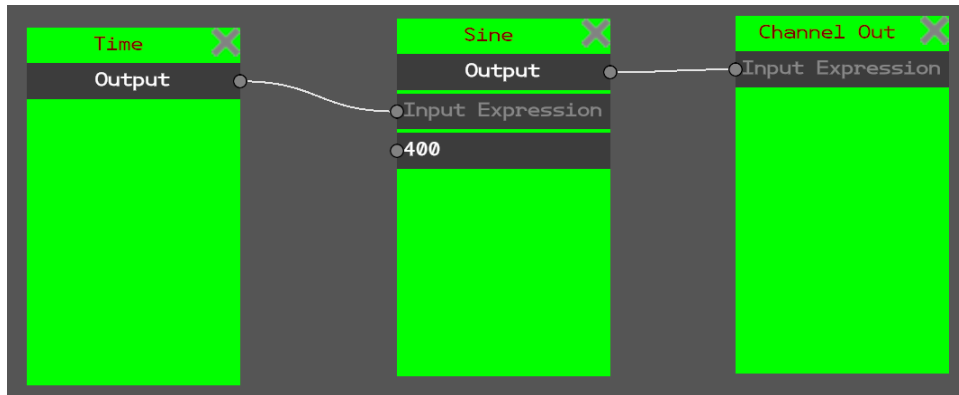 Time
Output
Sine
Output
Input Expression
400
Channel Out
Input Expression